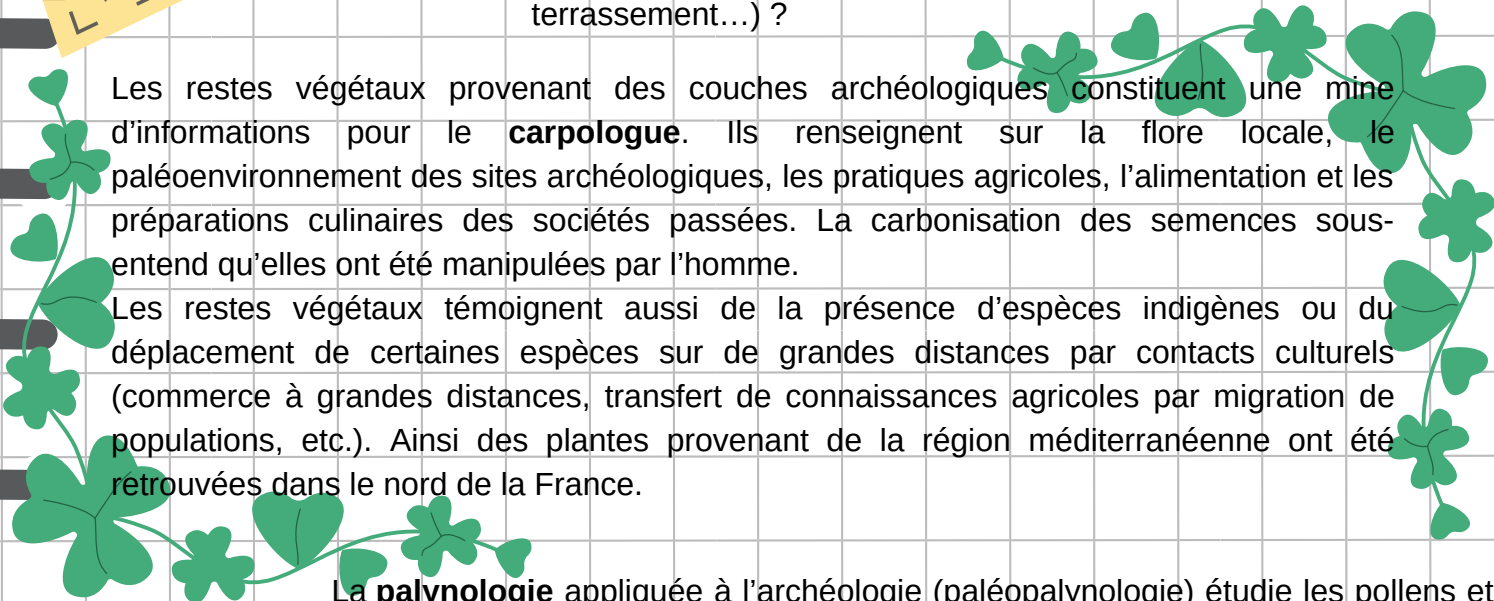 terrassement…) ?
Les restes végétaux provenant des couches archéologiques constituent une mine
d’informations pour le carpologue. Ils renseignent sur la flore locale, le
paléoenvironnement des sites archéologiques, les pratiques agricoles, l’alimentation et les
préparations culinaires des sociétés passées. La carbonisation des semences sous-
entend qu’elles ont été manipulées par l’homme.
Les restes végétaux témoignent aussi de la présence d’espèces indigènes ou du
déplacement de certaines espèces sur de grandes distances par contacts culturels
(commerce à grandes distances, transfert de connaissances agricoles par migration de
populations, etc.). Ainsi des plantes provenant de la région méditerranéenne ont été
retrouvées dans le nord de la France.
La palynologie appliquée à l’archéologie (paléopalynologie) étudie les pollens et